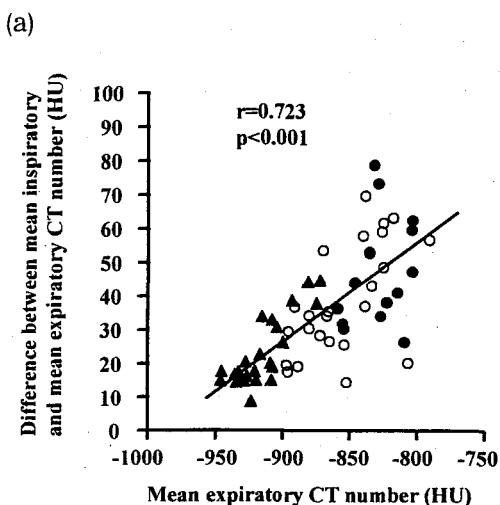 (a)
Difference between mean inspiratory
and mean expiratory CT number (HU)
100
90
80
70
60
50
40
30
20
10
0
r=0.723
p<0.001
-1000 -950 -900 -850 -800 -750
Mean expiratory CT number (HU)